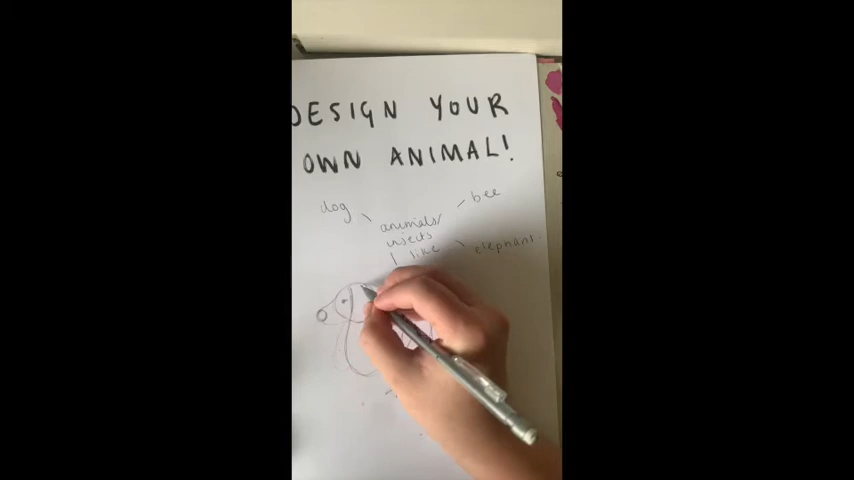 DESIGN YOUR
OWN ANIMAL!
dog
bee
animals/
insects
I like
elephant